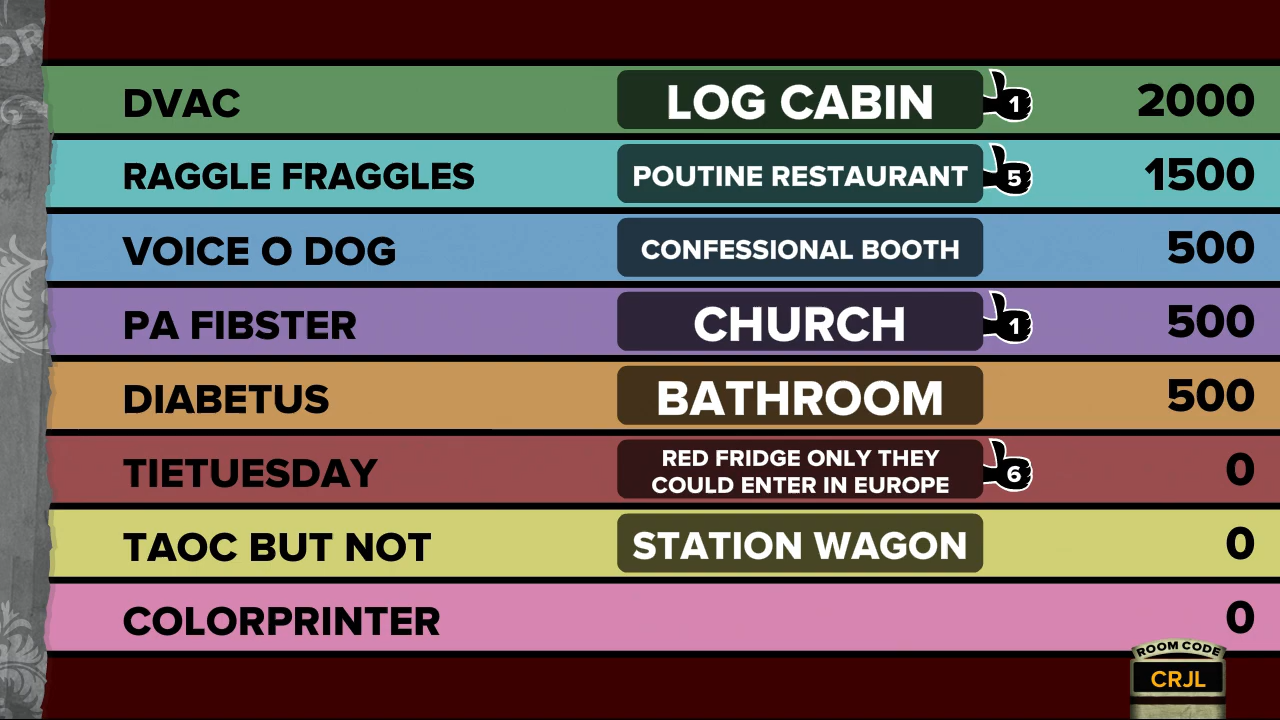 DVAC LOG CABIN 1 2000
RAGGLE FRAGGLES POUTINE RESTAURANT 5 1500
VOICE O DOG CONFESSIONAL BOOTH 500
PA FIBSTER CHURCH 1 500
DIABETUS BATHROOM 500
TIETUESDAY RED FRIDGE ONLY THEY
COULD ENTER IN EUROPE 6 0
TAOC BUT NOT STATION WAGON 0
COLORPRINTER 0
ROOM CODE
CRJL